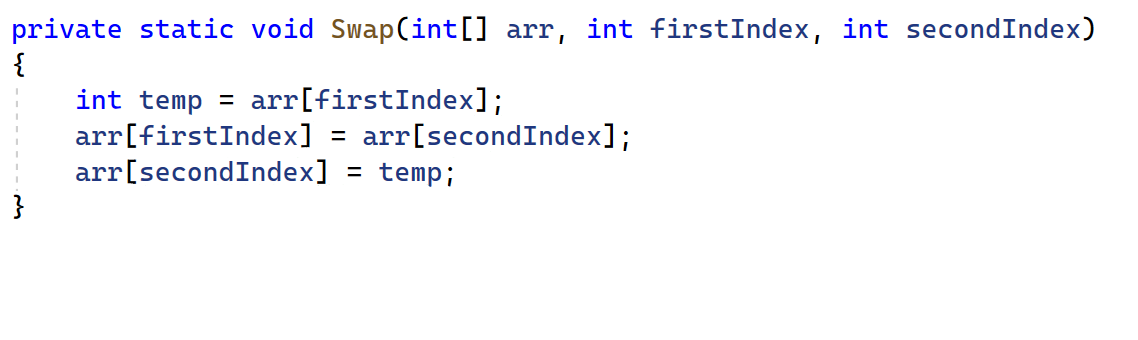 private static void Swap(int[] arr, int firstIndex, int secondIndex)
{
    int temp = arr[firstIndex];
    arr[firstIndex] = arr[secondIndex];
    arr[secondIndex] = temp;
}